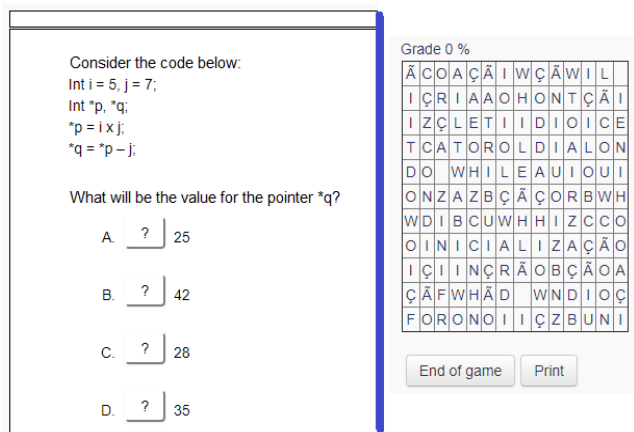 Consider the code below:
Int i = 5, j = 7;
Int *p, *q;
*p = i x j;
*q = *p – j;
What will be the value for the pointer *q?
A. ? 25
B. ? 42
C. ? 28
D. ? 35
Grade 0 %
Ã C O A Ç Ã I W Ç Ã W I L
I Ç R I A A O H O N T Ç Ã I
I Z Ç L E T I I D I O I C E
T C A T O R O L D I A L O N
D O W H I L E A U I O U I
O N Z A Z B Ç Ã Ç O R B W H
W D I B C U W H H I Z C C O
O I N I C I A L I Z A Ç Ã O
I Ç I I N Ç R Ã O B Ç Ã O A
Ç Ã F W H Ã D W N D I O Ç
F O R O N O I I Ç Z B U N I
End of game
Print